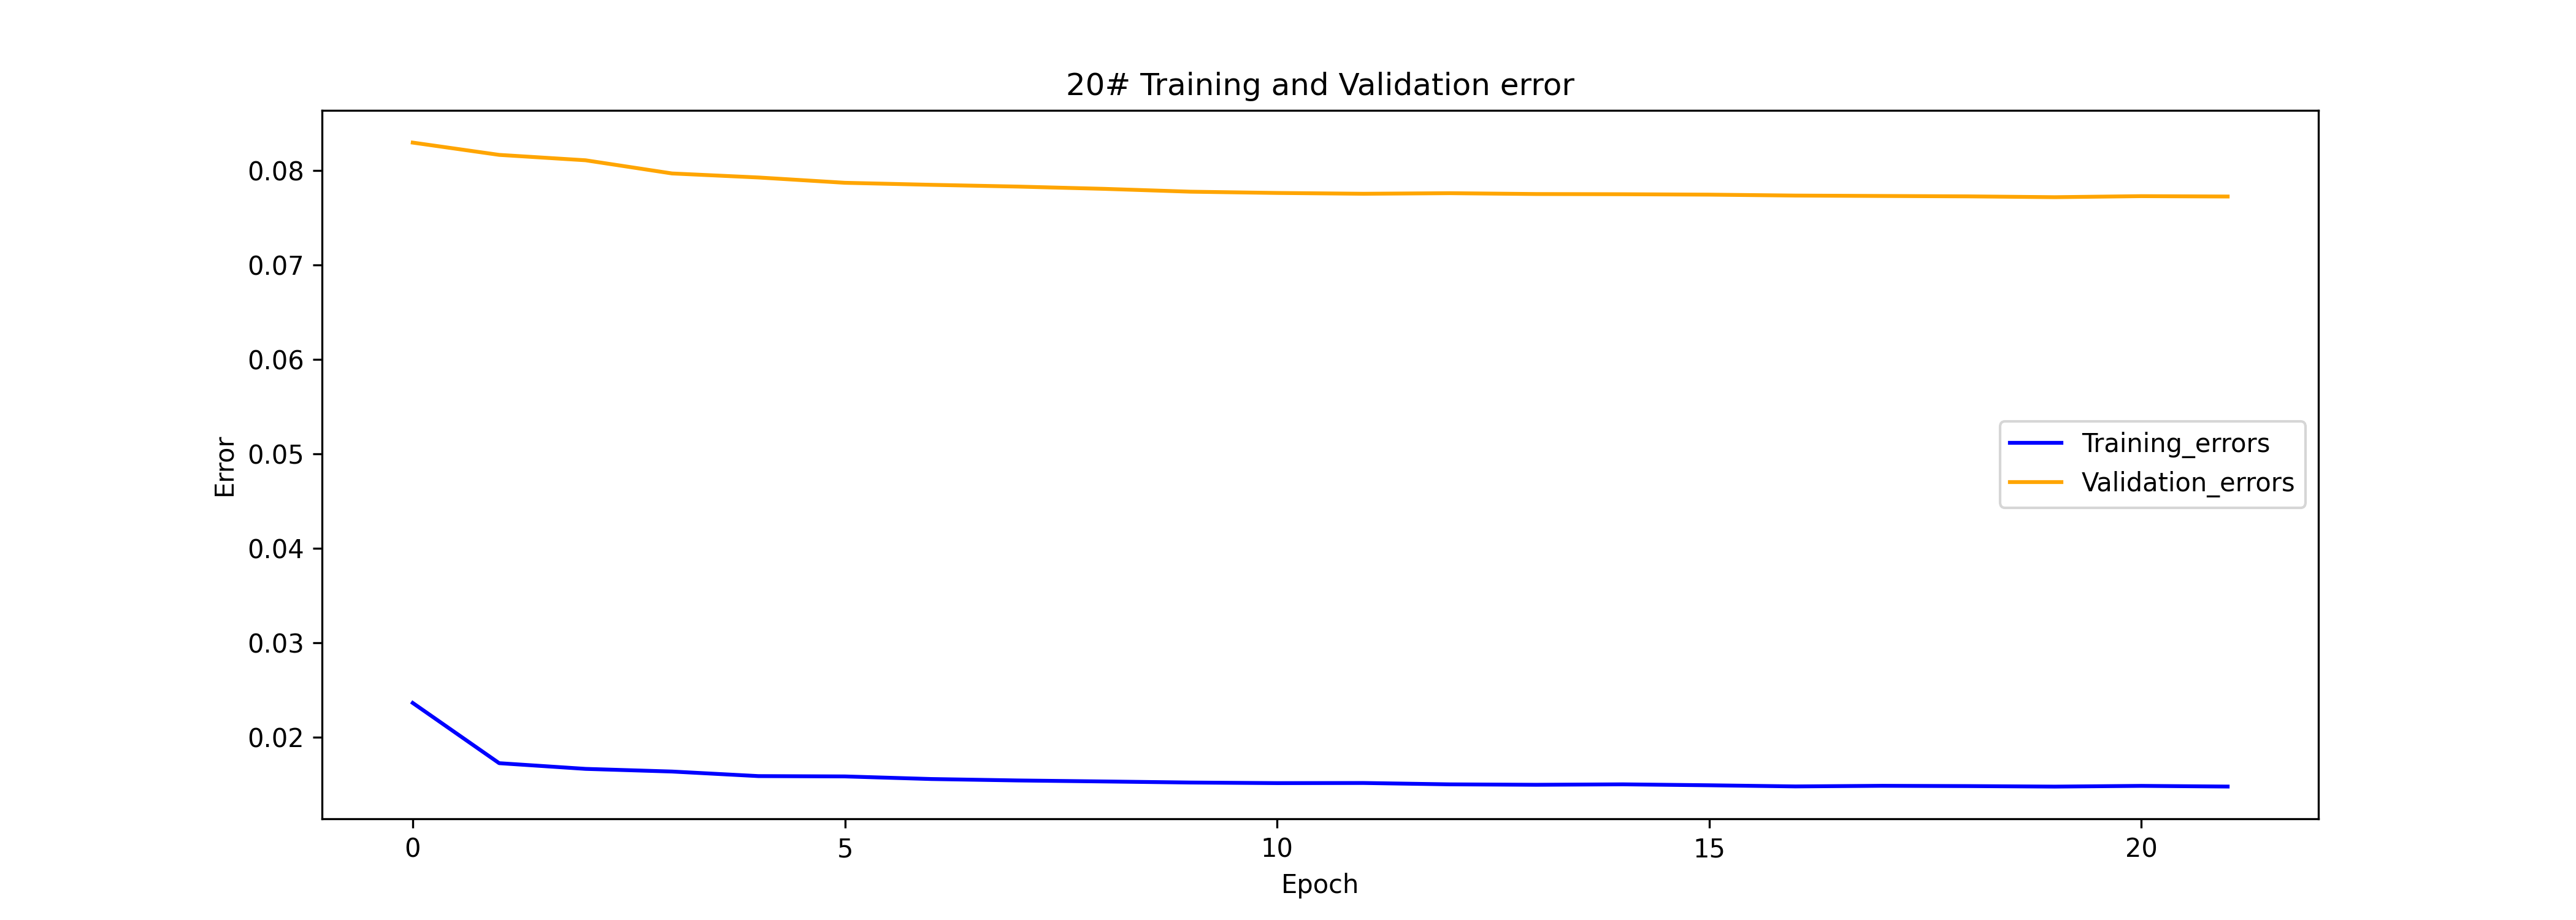 20# Training and Validation error
0.08
0.07
0.06
0.05
0.04
0.03
0.02
Error
Training_errors
Validation_errors
0 5 10 15 20
Epoch